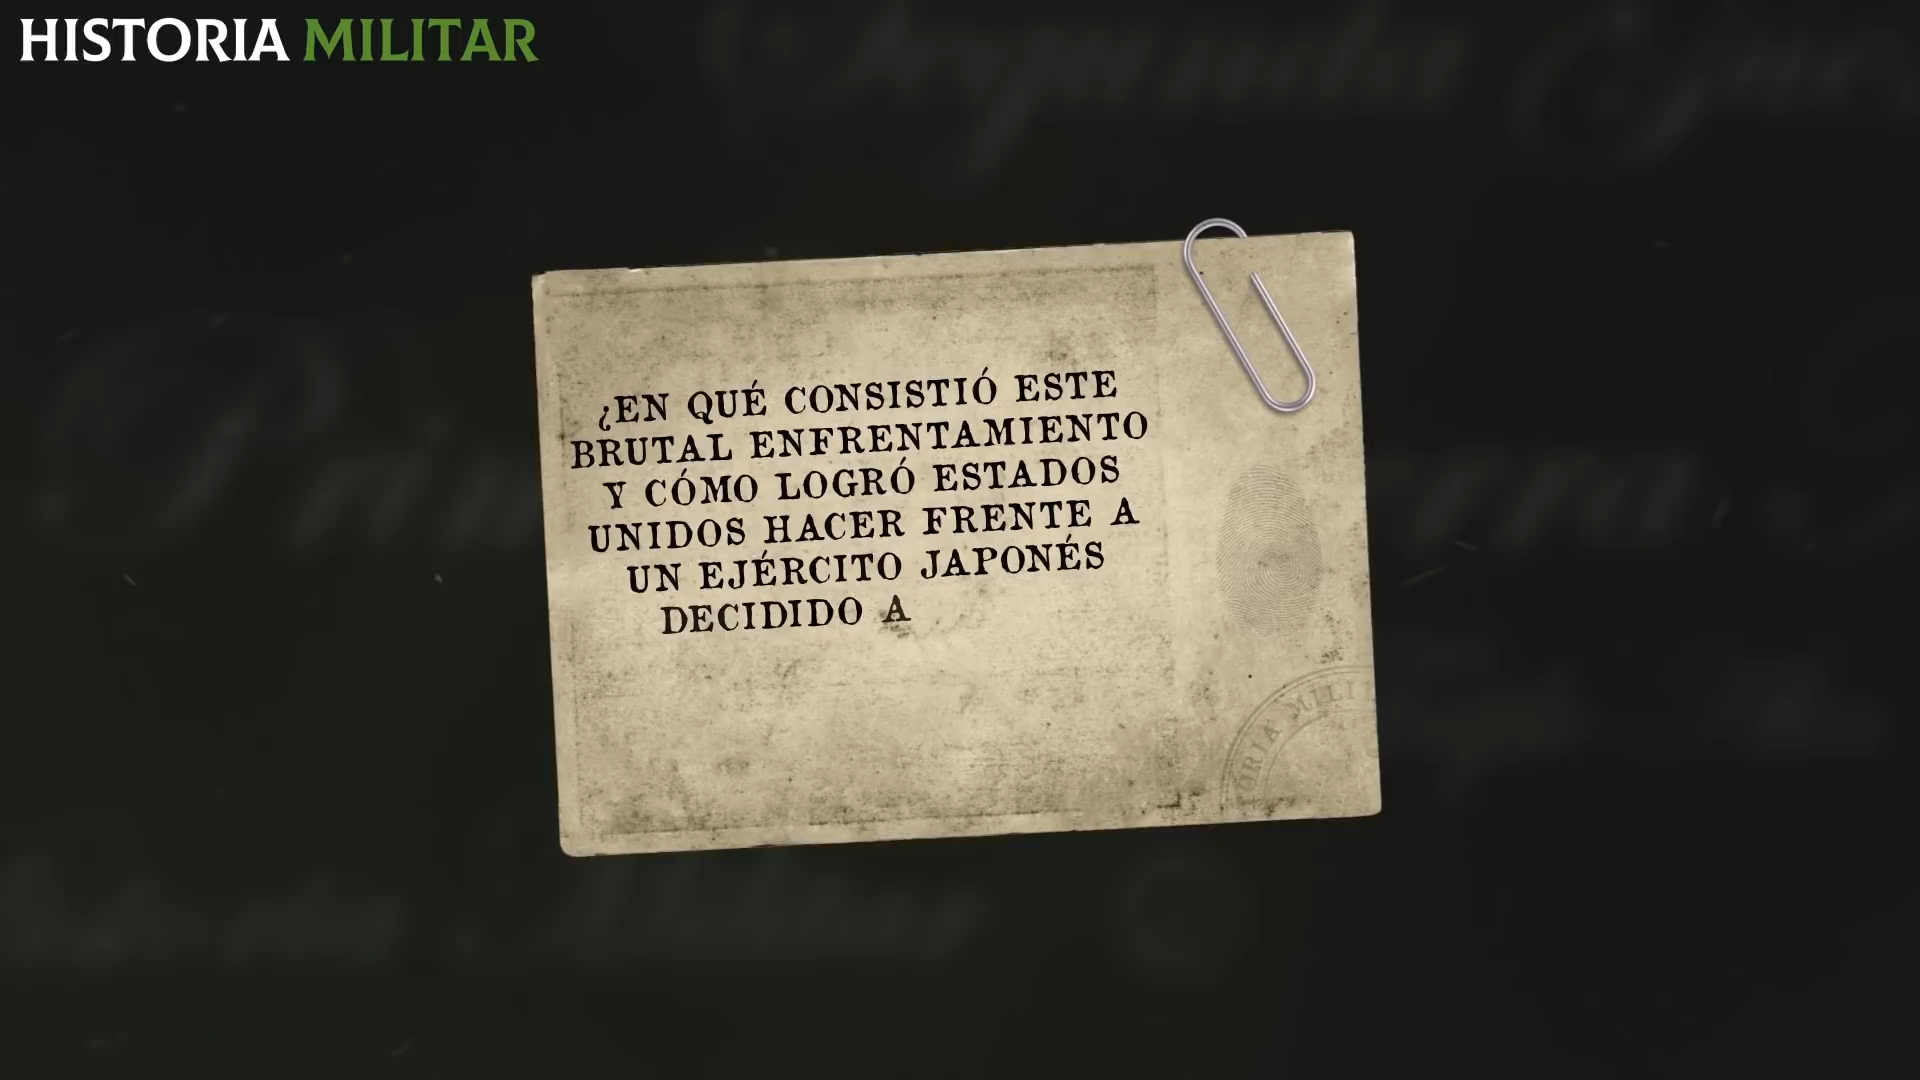 HISTORIA MILITAR
¿EN QUÉ CONSISTIÓ ESTE
BRUTAL ENFRENTAMIENTO
Y CÓMO LOGRÓ ESTADOS
UNIDOS HACER FRENTE A
UN EJÉRCITO JAPONÉS
DECIDIDO A